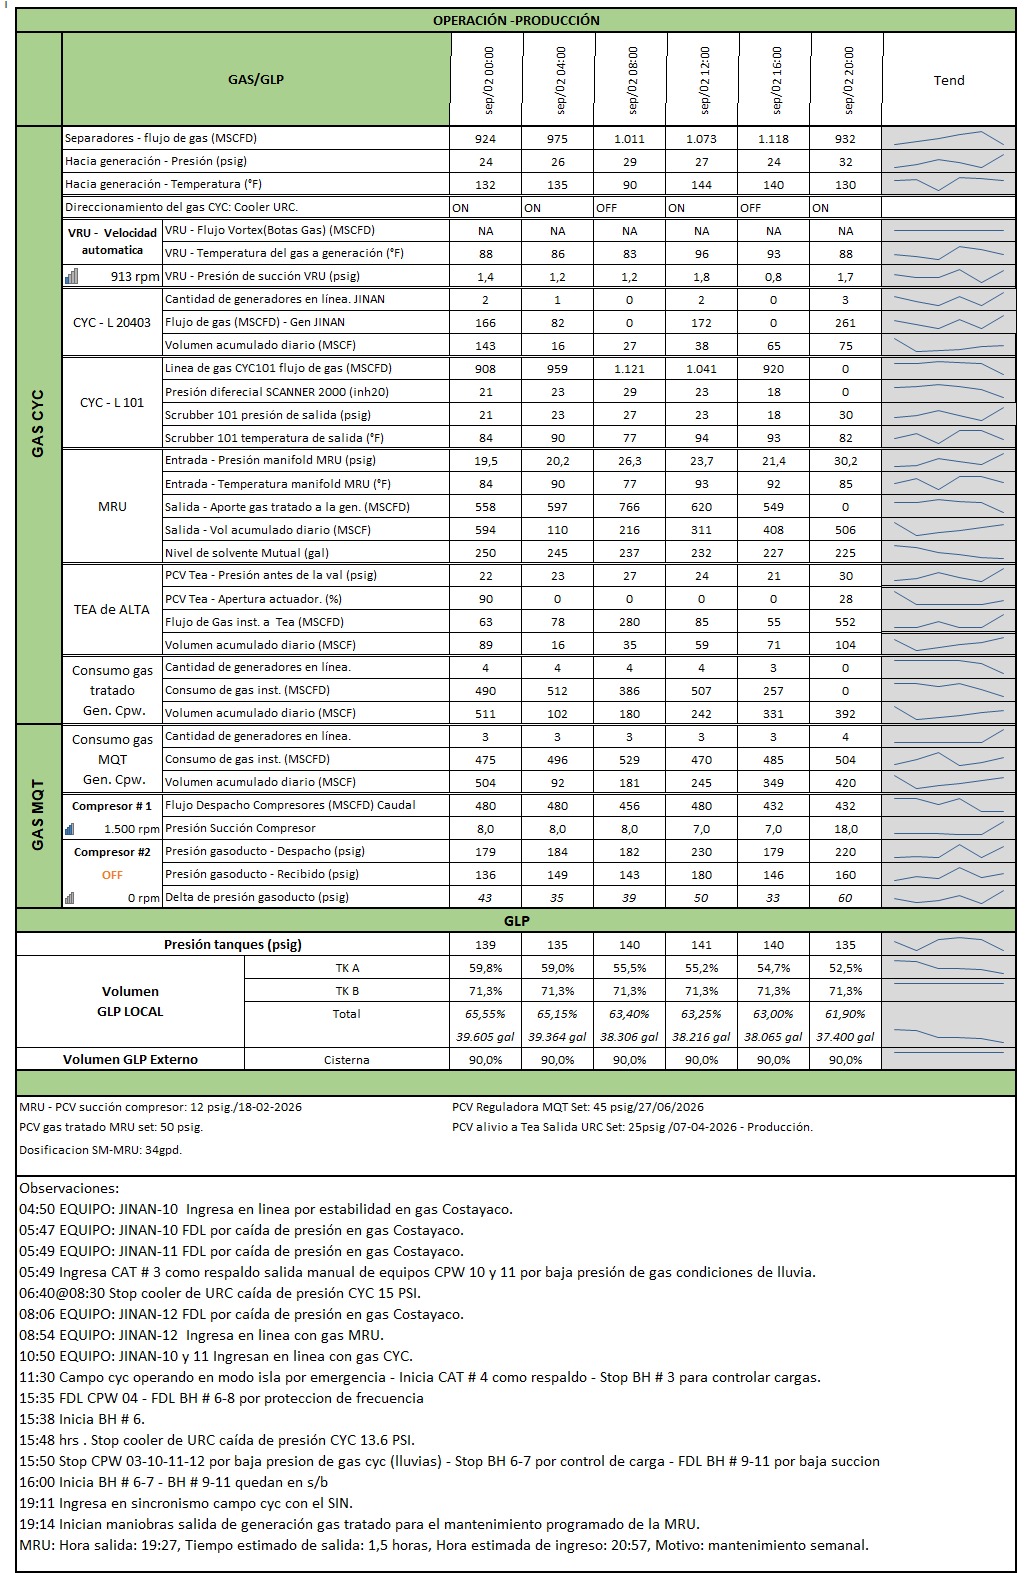 OPERACIÓN -PRODUCCIÓN
GAS/GLP sep/02 00:00 sep/02 04:00 sep/02 08:00 sep/02 12:00 sep/02 16:00 sep/02 20:00 Tend
GAS CYC
Separadores - flujo de gas (MSCFD) 924 975 1.011 1.073 1.118 932
Hacia generación - Presión (psig) 24 26 29 27 24 32
Hacia generación - Temperatura (°F) 132 135 90 144 140 130
Direccionamiento del gas CYC: Cooler URC. ON ON OFF ON OFF ON
VRU - Velocidad automatica
913 rpm
VRU - Flujo Vortex(Botas Gas) (MSCFD) NA NA NA NA NA NA
VRU - Temperatura del gas a generación (°F) 88 86 83 96 93 88
VRU - Presión de succión VRU (psig) 1,4 1,2 1,2 1,8 0,8 1,7
CYC - L 20403
Cantidad de generadores en línea. JINAN 2 1 0 2 0 3
Flujo de gas (MSCFD) - Gen JINAN 166 82 0 172 0 261
Volumen acumulado diario (MSCF) 143 16 27 38 65 75
CYC - L 101
Linea de gas CYC101 flujo de gas (MSCFD) 908 959 1.121 1.041 920 0
Presión diferecial SCANNER 2000 (inh20) 21 23 29 23 18 0
Scrubber 101 presión de salida (psig) 21 23 27 23 18 30
Scrubber 101 temperatura de salida (°F) 84 90 77 94 93 82
MRU
Entrada - Presión manifold MRU (psig) 19,5 20,2 26,3 23,7 21,4 30,2
Entrada - Temperatura manifold MRU (°F) 84 90 77 93 92 85
Salida - Aporte gas tratado a la gen. (MSCFD) 558 597 766 620 549 0
Salida - Vol acumulado diario (MSCF) 594 110 216 311 408 506
Nivel de solvente Mutual (gal) 250 245 237 232 227 225
TEA de ALTA
PCV Tea - Presión antes de la val (psig) 22 23 27 24 21 30
PCV Tea - Apertura actuador. (%) 90 0 0 0 0 28
Flujo de Gas inst. a  Tea (MSCFD) 63 78 280 85 55 552
Volumen acumulado diario (MSCF) 89 16 35 59 71 104
Consumo gas
tratado
Gen. Cpw.
Cantidad de generadores en línea. 4 4 4 4 3 0
Consumo de gas inst. (MSCFD) 490 512 386 507 257 0
Volumen acumulado diario (MSCF) 511 102 180 242 331 392
GAS MQT
Consumo gas
MQT
Gen. Cpw.
Cantidad de generadores en línea. 3 3 3 3 3 4
Consumo de gas inst. (MSCFD) 475 496 529 470 485 504
Volumen acumulado diario (MSCF) 504 92 181 245 349 420
Compresor # 1 Flujo Despacho Compresores (MSCFD) Caudal 480 480 456 480 432 432
1.500 rpm Presión Succión Compresor 8,0 8,0 8,0 7,0 7,0 18,0
Compresor #2 Presión gasoducto - Despacho (psig) 179 184 182 230 179 220
OFF Presión gasoducto - Recibido (psig) 136 149 143 180 146 160
0 rpm Delta de presión gasoducto (psig) 43 35 39 50 33 60
GLP
Presión tanques (psig) 139 135 140 141 140 135
Volumen
GLP LOCAL
TK A 59,8% 59,0% 55,5% 55,2% 54,7% 52,5%
TK B 71,3% 71,3% 71,3% 71,3% 71,3% 71,3%
Total 65,55% 65,15% 63,40% 63,25% 63,00% 61,90%
39.605 gal 39.364 gal 38.306 gal 38.216 gal 38.065 gal 37.400 gal
Volumen GLP Externo Cisterna 90,0% 90,0% 90,0% 90,0% 90,0% 90,0%
MRU - PCV succión compresor: 12 psig./18-02-2026 PCV Reguladora MQT Set: 45 psig/27/06/2026
PCV gas tratado MRU set: 50 psig. PCV alivio a Tea Salida URC Set: 25psig /07-04-2026 - Producción.
Dosificacion SM-MRU: 34gpd.
Observaciones:
04:50 EQUIPO: JINAN-10  Ingresa en linea por estabilidad en gas Costayaco.
05:47 EQUIPO: JINAN-10 FDL por caída de presión en gas Costayaco.
05:49 EQUIPO: JINAN-11 FDL por caída de presión en gas Costayaco.
05:49 Ingresa CAT # 3 como respaldo salida manual de equipos CPW 10 y 11 por baja presión de gas condiciones de lluvia.
06:40@08:30 Stop cooler de URC caída de presión CYC 15 PSI.
08:06 EQUIPO: JINAN-12 FDL por caída de presión en gas Costayaco.
08:54 EQUIPO: JINAN-12  Ingresa en linea con gas MRU.
10:50 EQUIPO: JINAN-10 y 11 Ingresan en linea con gas CYC.
11:30 Campo cyc operando en modo isla por emergencia - Inicia CAT # 4 como respaldo - Stop BH # 3 para controlar cargas.
15:35 FDL CPW 04 - FDL BH # 6-8 por proteccion de frecuencia
15:38 Inicia BH # 6.
15:48 hrs . Stop cooler de URC caída de presión CYC 13.6 PSI.
15:50 Stop CPW 03-10-11-12 por baja presion de gas cyc (lluvias) - Stop BH 6-7 por control de carga - FDL BH # 9-11 por baja succion
16:00 Inicia BH # 6-7 - BH # 9-11 quedan en s/b
19:11 Ingresa en sincronismo campo cyc con el SIN.
19:14 Inician maniobras salida de generación gas tratado para el mantenimiento programado de la MRU.
MRU: Hora salida: 19:27, Tiempo estimado de salida: 1,5 horas, Hora estimada de ingreso: 20:57, Motivo: mantenimiento semanal.